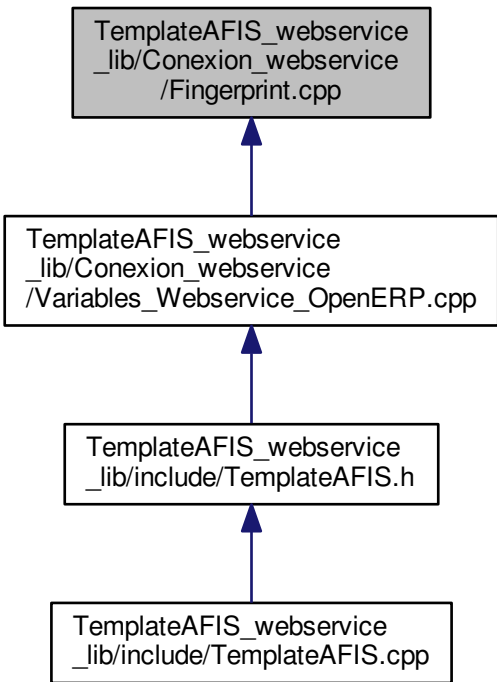 TemplateAFIS_webservice
_lib/Conexion_webservice
/Fingerprint.cpp
TemplateAFIS_webservice
_lib/Conexion_webservice
/Variables_Webservice_OpenERP.cpp
TemplateAFIS_webservice
_lib/include/TemplateAFIS.h
TemplateAFIS_webservice
_lib/include/TemplateAFIS.cpp